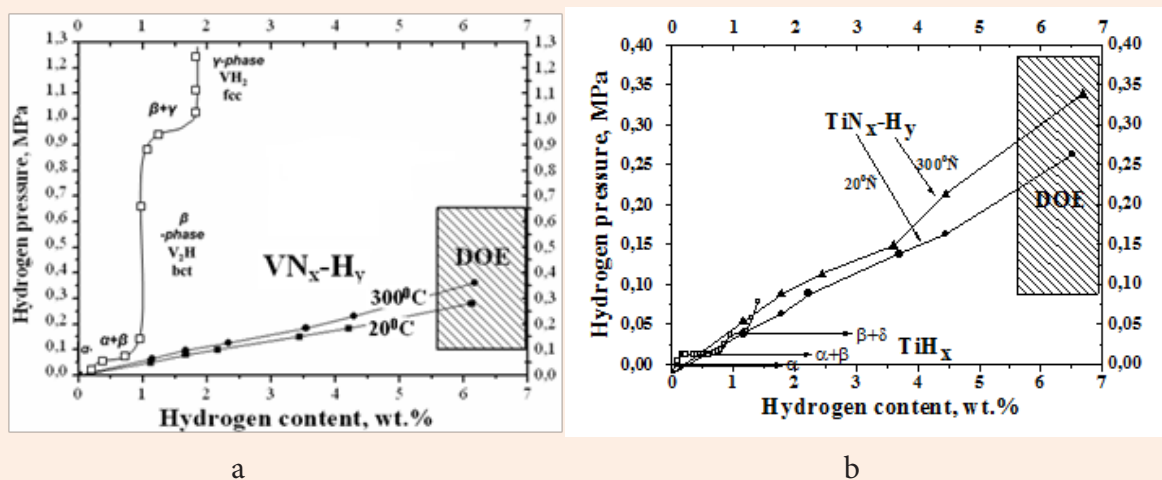 0 1 2 3 4 5 6 7
1.3 1.3
1.2 1.2
1.1 1.1
1.0 1.0
0.9 0.9
0.8 0.8
0.7 0.7
0.6 0.6
0.5 0.5
0.4 0.4
0.3 0.3
0.2 0.2
0.1 0.1
0.0 0.0
0 1 2 3 4 5 6 7
Hydrogen pressure, MPa
Hydrogen content, wt.%
γ-phase
VH2
fcc
β+γ
β
-phase
V2H
bct
α+β
α-
VNx-Hy
300⁰C
20⁰C
DOE
a
0 1 2 3 4 5 6 7
0,40 0,40
0,35 0,35
0,30 0,30
0,25 0,25
0,20 0,20
0,15 0,15
0,10 0,10
0,05 0,05
0,00 0,00
0 1 2 3 4 5 6 7
Hydrogen pressure, MPa
Hydrogen content, wt.%
TiNx-Hy
300⁰Ñ
20⁰Ñ
DOE
β+δ
α+β
α
TiHx
b